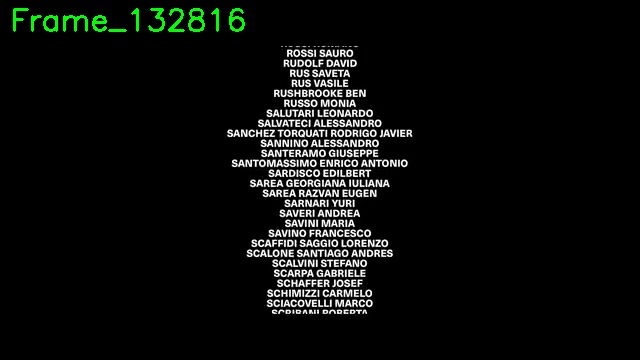 Frame_132816
ROSSI SAURO
RUDOLF DAVID
RUS SAVETA
RUS VASILE
RUSHBROOKE BEN
RUSSO MONIA
SALUTARI LEONARDO
SALVATECI ALESSANDRO
SANCHEZ TORQUATI RODRIGO JAVIER
SANNINO ALESSANDRO
SANTERAMO GIUSEPPE
SANTOMASSIMO ENRICO ANTONIO
SARDISCO EDILBERT
SAREA GEORGIANA IULIANA
SAREA RAZVAN EUGEN
SARNARI YURI
SAVERI ANDREA
SAVINI MARIA
SAVINO FRANCESCO
SCAFFIDI SAGGIO LORENZO
SCALONE SANTIAGO ANDRES
SCALVINI STEFANO
SCARPA GABRIELE
SCHAFFER JOSEF
SCHIMIZZI CARMELO
SCIACOVELLI MARCO
SCRIBANI ROBERTA